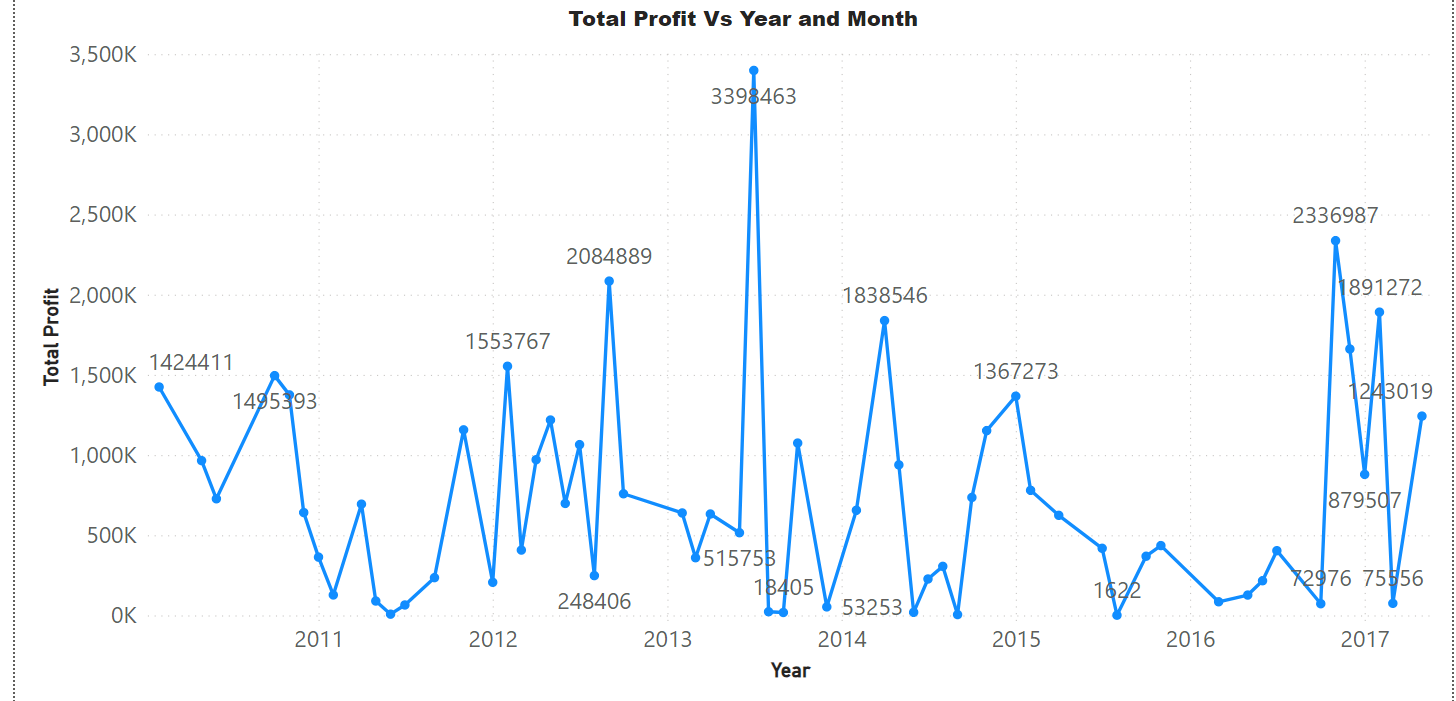 Total Profit Vs Year and Month
3,500K
3398463
3,000K
2,500K
2336987
2084889
2,000K
1891272
1838546
1553767
1,500K
1424411
1367273
1495393
1243019
1,000K
879507
500K
515753
72976
75556
18405
1622
248406
53253
0K
2011
2012
2013
2014
2015
2016
2017
Total Profit
Year